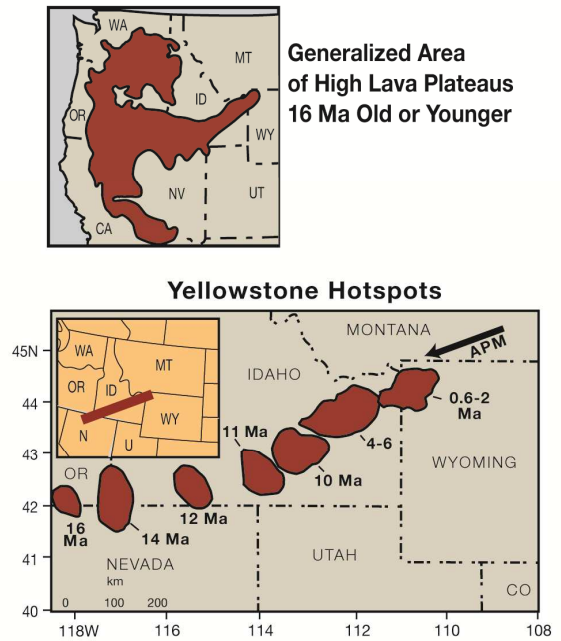 WA
MT
ID
OR
WY
NV
UT
CA
Generalized Area
of High Lava Plateaus
16 Ma Old or Younger
Yellowstone Hotspots
45N
44
43
42
41
40
WA
MT
OR
ID
WY
N
U
MONTANA
APM
IDAHO
0.6-2
Ma
11 Ma
4-6
10 Ma
WYOMING
OR
12 Ma
16
Ma
14 Ma
UTAH
NEVADA
km
0 100 200
CO
118W 116 114 112 110 108